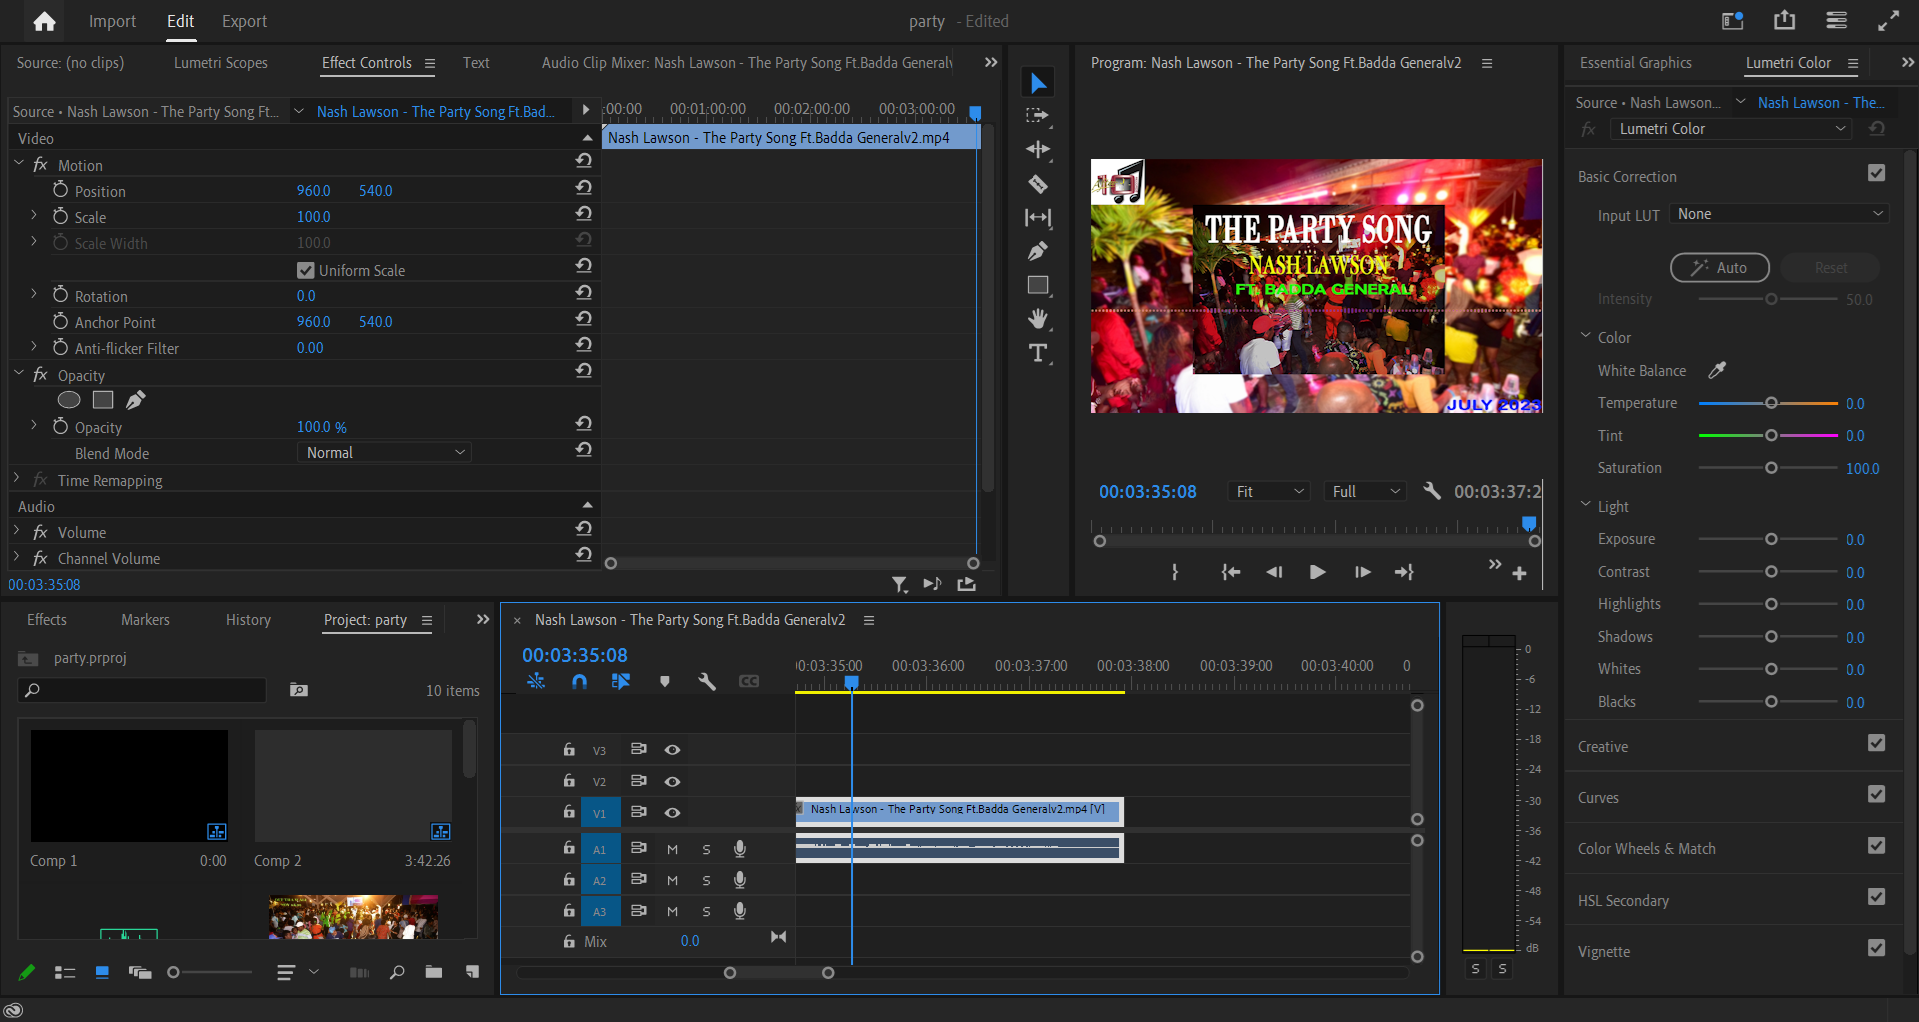 Import
Edit
Export
party - Edited
Source: (no clips)
Lumetri Scopes
Effect Controls
Text
Audio Clip Mixer: Nash Lawson - The Party Song Ft.Badda Generalv
Source • Nash Lawson - The Party Song Ft...
Nash Lawson - The Party Song Ft.Bad...
:00:00
00:01:00:00
00:02:00:00
00:03:00:00
Video
Nash Lawson - The Party Song Ft.Badda Generalv2.mp4
fx Motion
Position 960.0 540.0
Scale 100.0
Scale Width 100.0
Uniform Scale
Rotation 0.0
Anchor Point 960.0 540.0
Anti-flicker Filter 0.00
fx Opacity
Opacity 100.0 %
Blend Mode Normal
fx Time Remapping
Audio
fx Volume
fx Channel Volume
00:03:35:08
Program: Nash Lawson - The Party Song Ft.Badda Generalv2
THE PARTY SONG
NASH LAWSON
FT. BADDA GENERAL
JULY 2023
00:03:35:08
Fit
Full
00:03:37:2
Essential Graphics
Lumetri Color
Source • Nash Lawson...
Nash Lawson - The...
fx Lumetri Color
Basic Correction
Input LUT None
Auto
Reset
Intensity 50.0
Color
White Balance
Temperature 0.0
Tint 0.0
Saturation 100.0
Light
Exposure 0.0
Contrast 0.0
Highlights 0.0
Shadows 0.0
Whites 0.0
Blacks 0.0
Creative
Curves
Color Wheels & Match
HSL Secondary
Vignette
Effects
Markers
History
Project: party
party.prproj
10 items
Comp 1 0:00
Comp 2 3:42:26
× Nash Lawson - The Party Song Ft.Badda Generalv2
00:03:35:08
00:03:35:00
00:03:36:00
00:03:37:00
00:03:38:00
00:03:39:00
00:03:40:00
0
CC
V3
V2
V1
Nash Lawson - The Party Song Ft.Badda Generalv2.mp4 [V]
A1 M S
A2 M S
A3 M S
Mix 0.0
0
-6
-12
-18
-24
-30
-36
-42
-48
-54
dB
S S